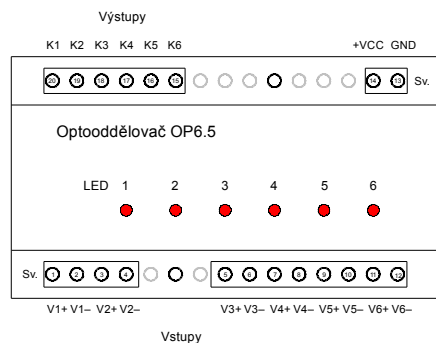 Výstupy
K1 K2 K3 K4 K5 K6 +VCC GND
20 19 18 17 16 15 14 13 Sv.
Optooddělovač OP6.5
LED 1 2 3 4 5 6
Sv. 1 2 3 4 5 6 7 8 9 10 11 12
V1+ V1– V2+ V2– V3+ V3– V4+ V4– V5+ V5– V6+ V6–
Vstupy